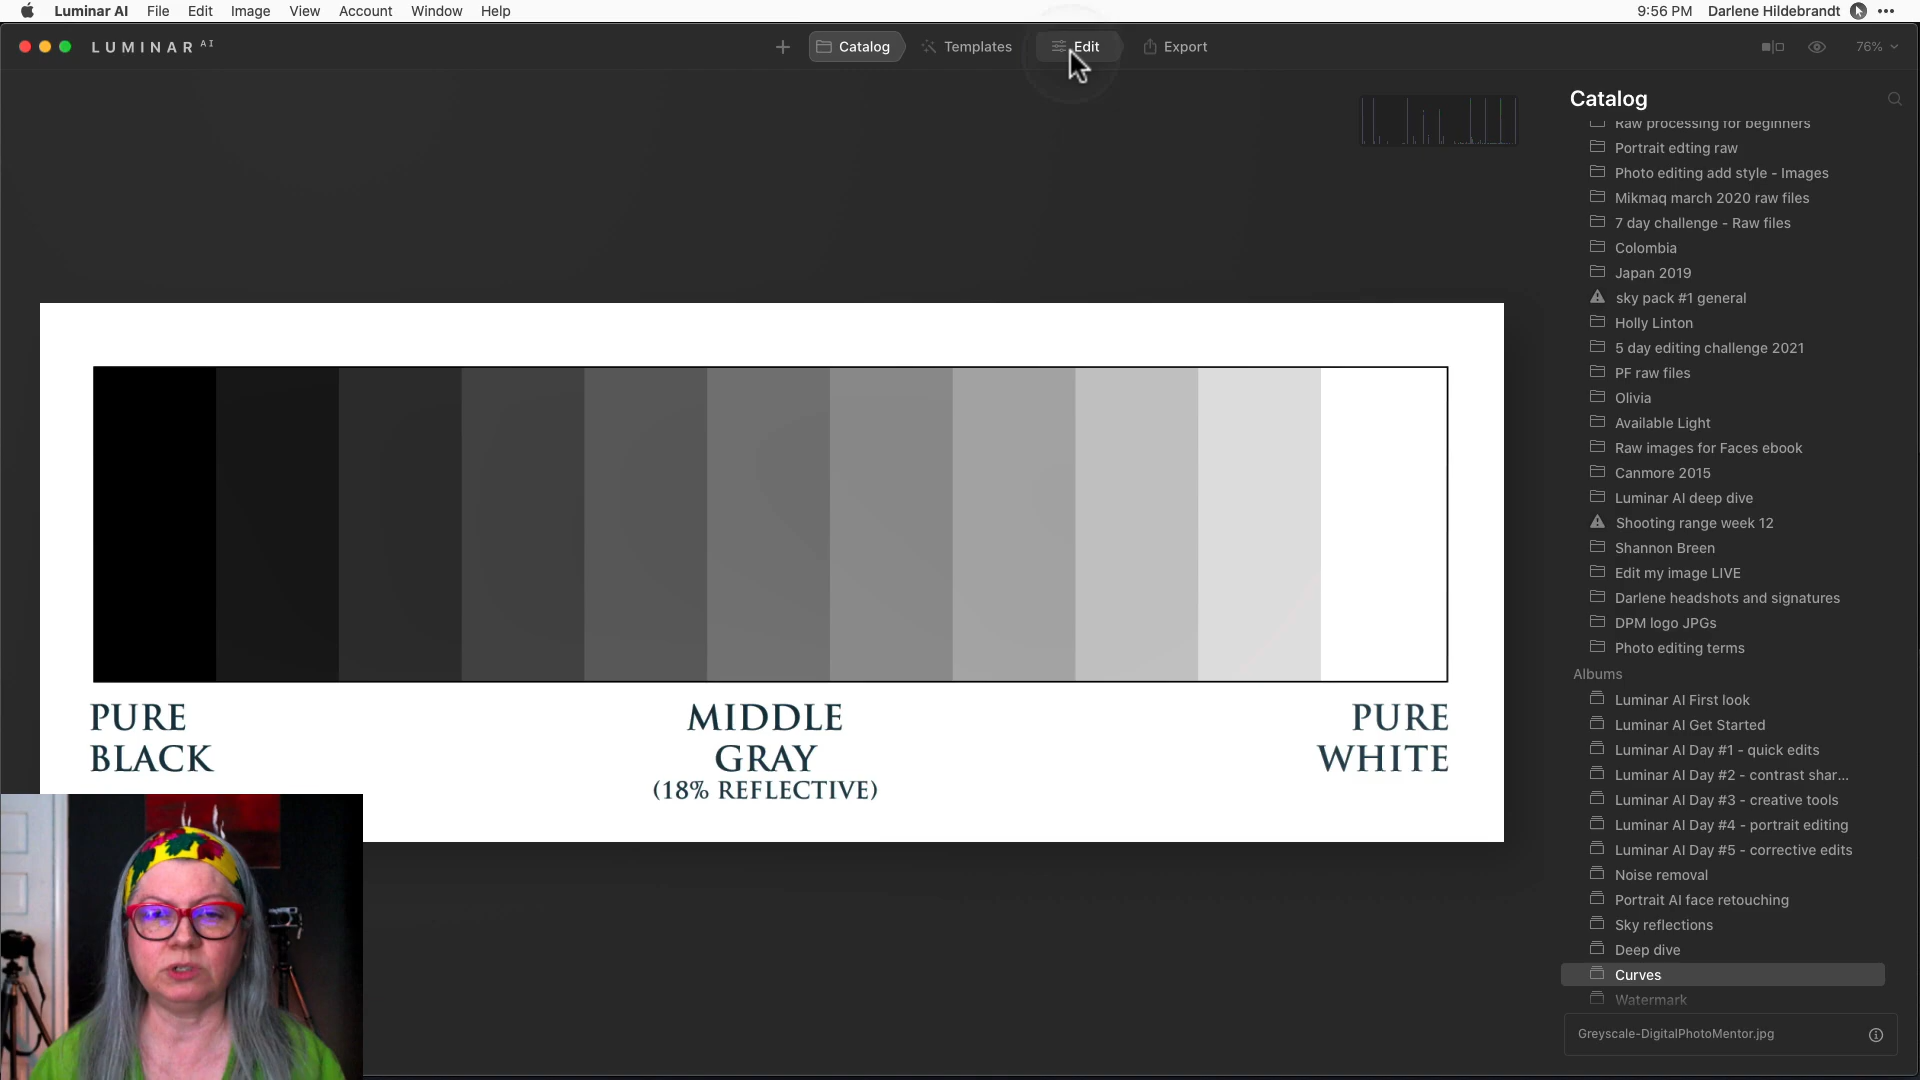 Luminar AI File Edit Image View Account Window Help 9:56 PM Darlene Hildebrandt
LUMINAR AI Catalog Templates Edit Export 76%
Catalog
Raw processing for beginners
Portrait edting raw
Photo editing add style - Images
Mikmaq march 2020 raw files
7 day challenge - Raw files
Colombia
Japan 2019
sky pack #1 general
Holly Linton
5 day editing challenge 2021
PF raw files
Olivia
Available Light
Raw images for Faces ebook
Canmore 2015
Luminar AI deep dive
Shooting range week 12
Shannon Breen
Edit my image LIVE
Darlene headshots and signatures
DPM logo JPGs
Photo editing terms
Albums
Luminar AI First look
Luminar AI Get Started
Luminar AI Day #1 - quick edits
Luminar AI Day #2 - contrast shar...
Luminar AI Day #3 - creative tools
Luminar AI Day #4 - portrait editing
Luminar AI Day #5 - corrective edits
Noise removal
Portrait AI face retouching
Sky reflections
Deep dive
Curves
Watermark
Greyscale-DigitalPhotoMentor.jpg
PURE
BLACK
MIDDLE
GRAY
(18% REFLECTIVE)
PURE
WHITE